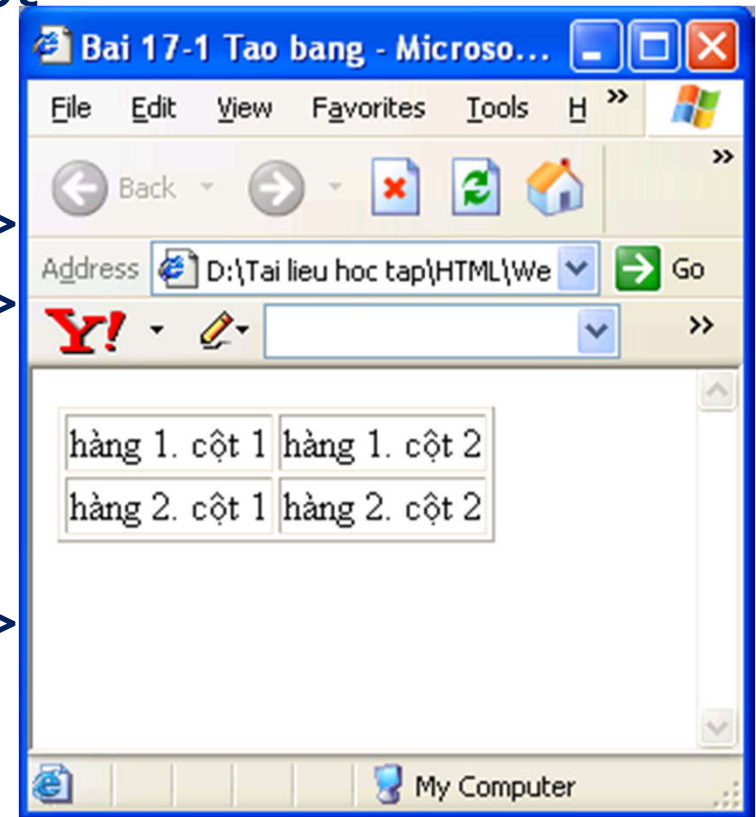 Bai 17-1 Tao bang - Microso...
File Edit View Favorites Tools H »
Back »
>
Address D:\Tai lieu hoc tap\HTML\We Go
>
Y! »
hàng 1. cột 1 hàng 1. cột 2
hàng 2. cột 1 hàng 2. cột 2
>
My Computer